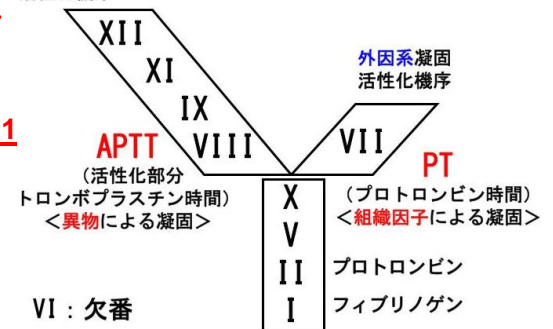 XII
XI
IX
VIII
1
APTT
(活性化部分
トロンボプラスチン時間)
<異物による凝固>
外因系凝固
活性化機序
VII
PT
(プロトロンビン時間)
<組織因子による凝固>
X
V
II プロトロンビン
I フィブリノゲン
VI：欠番